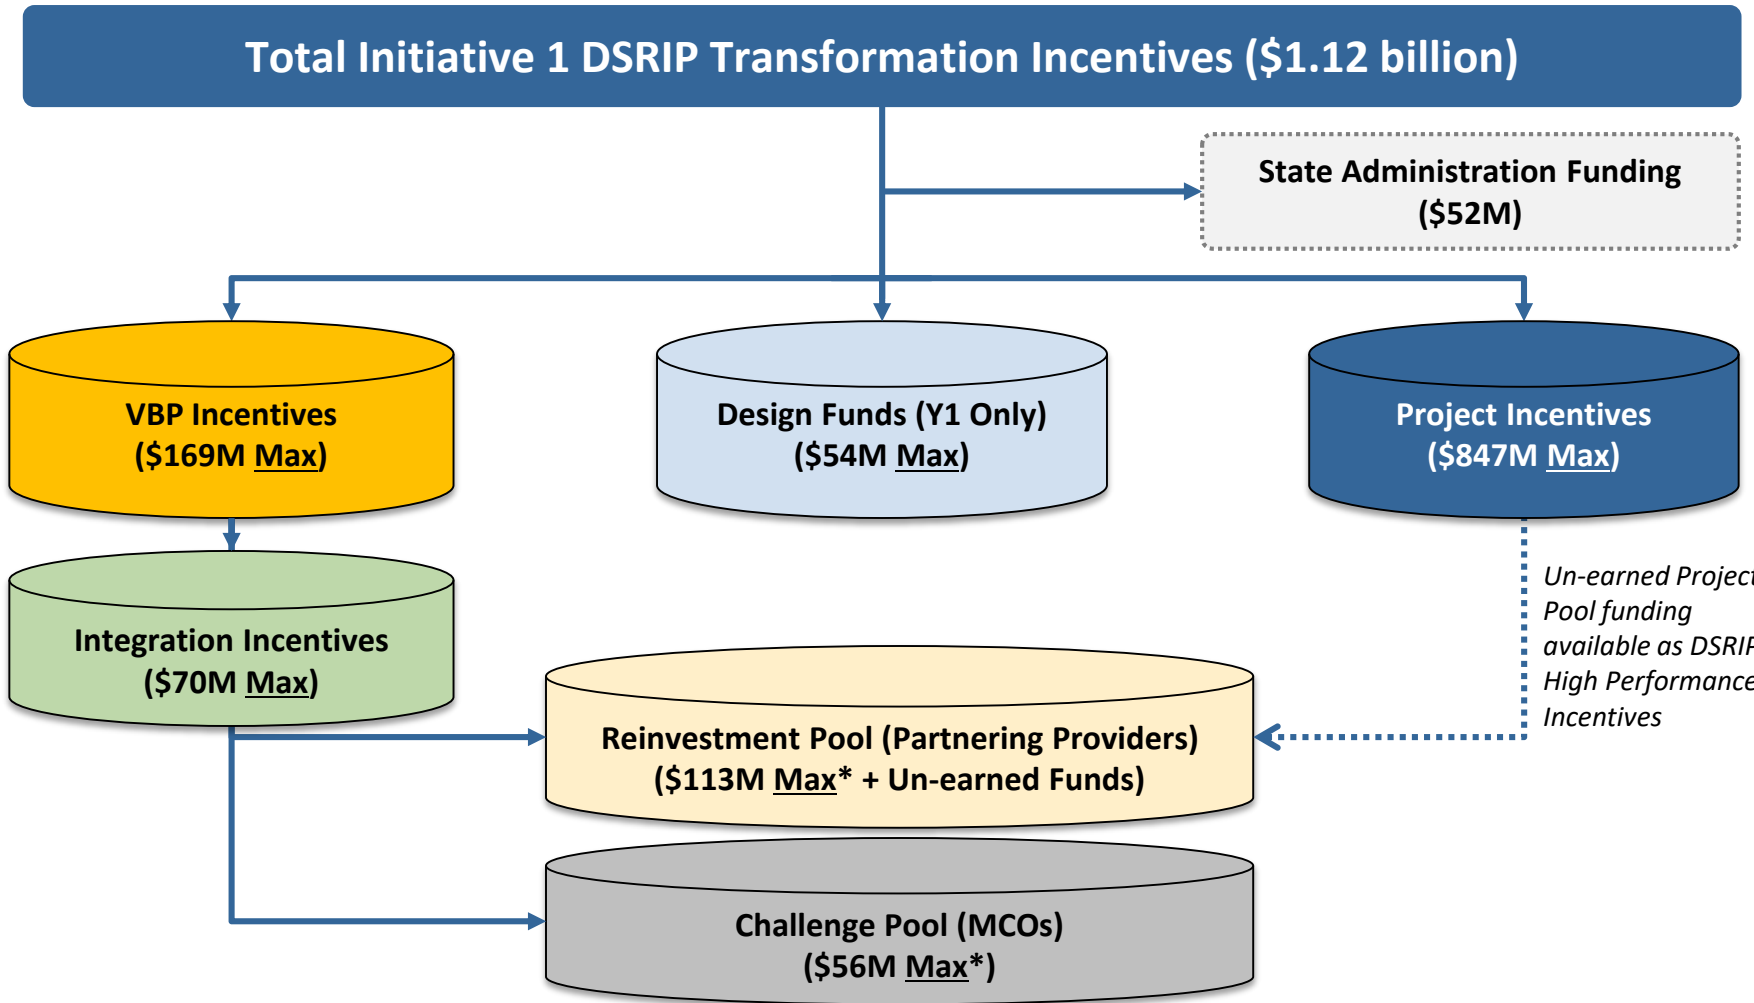 Total Initiative 1 DSRIP Transformation Incentives ($1.12 billion)
State Administration Funding
($52M)
VBP Incentives
($169M Max)
Design Funds (Y1 Only)
($54M Max)
Project Incentives
($847M Max)
Integration Incentives
($70M Max)
Un-earned Project
Pool funding
available as DSRIP
High Performance
Incentives
Reinvestment Pool (Partnering Providers)
($113M Max* + Un-earned Funds)
Challenge Pool (MCOs)
($56M Max*)